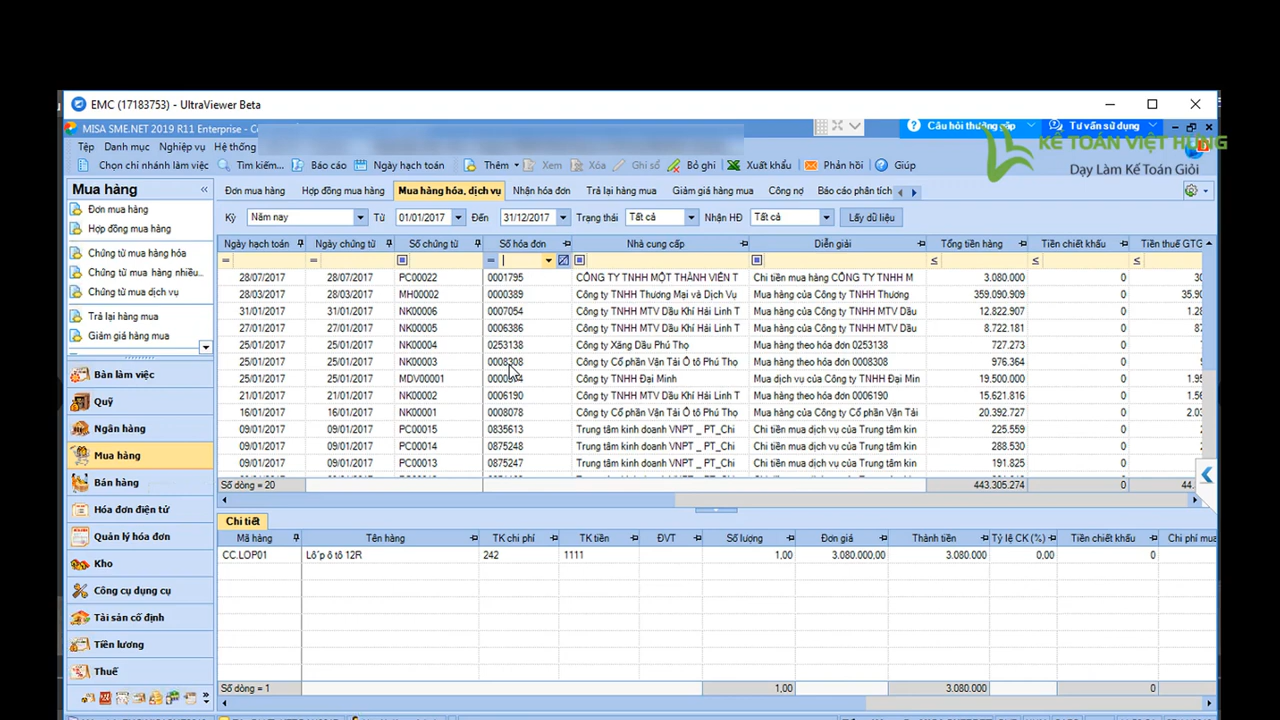 EMC (17183753) - UltraViewer Beta
MISA SME.NET 2019 R11 Enterprise - C
Câu hỏi thường gặp
Tư vấn sử dụng
KẾ TOÁN VIỆT HƯNG
Dạy Làm Kế Toán Giỏi
Tệp Danh mục Nghiệp vụ Hệ thống
Chọn chi nhánh làm việc Tìm kiếm... Báo cáo Ngày hạch toán Thê Xem Xóa Ghi sổ Bỏ ghi Xuất khẩu Phản hồi Giúp
Mua hàng
Đơn mua hàng Hợp đồng mua hàng Mua hàng hóa, dịch vụ Nhận hóa đơn Trả lại hàng mua Giảm giá hàng mua Công nợ Báo cáo phân tích
Kỳ Năm nay Từ 01/01/2017 Đến 31/12/2017 Trạng thái Tất cả Nhận HĐ Tất cả Lấy dữ liệu
Đơn mua hàng
Hợp đồng mua hàng
Chứng từ mua hàng hóa
Chứng từ mua hàng nhiều...
Chứng từ mua dịch vụ
Trả lại hàng mua
Giảm giá hàng mua
Bàn làm việc
Quỹ
Ngân hàng
Mua hàng
Bán hàng
Hóa đơn điện tử
Quản lý hóa đơn
Kho
Công cụ dụng cụ
Tài sản cố định
Tiền lương
Thuế
Ngày hạch toán Ngày chứng từ Số chứng từ Số hóa đơn Nhà cung cấp Diễn giải Tổng tiền hàng Tiền chiết khấu Tiền thuế GTG
= = = ≤ ≤ ≤
28/07/2017 28/07/2017 PC00022 0001795 CÔNG TY TNHH MỘT THÀNH VIÊN T Chi tiền mua hàng CÔNG TY TNHH M 3.080.000 0 30
28/03/2017 28/03/2017 MH00002 0000389 Công ty TNHH Thương Mại và Dịch Vụ Mua hàng của Công ty TNHH Thương 359.090.909 0 35.90
31/01/2017 31/01/2017 NK00006 0007054 Công ty TNHH MTV Dầu Khí Hải Linh T Mua hàng của Công ty TNHH MTV Dầu 12.822.907 0 1.28
27/01/2017 27/01/2017 NK00005 0006386 Công ty TNHH MTV Dầu Khí Hải Linh T Mua hàng của Công ty TNHH MTV Dầu 8.722.181 0 87
25/01/2017 25/01/2017 NK00004 0253138 Công ty Xăng Dầu Phú Thọ Mua hàng theo hóa đơn 0253138 727.273 0
25/01/2017 25/01/2017 NK00003 0008308 Công ty Cổ phần Vận Tải Ô tô Phú Thọ Mua hàng theo hóa đơn 0008308 976.364 0
25/01/2017 25/01/2017 MDV00001 Công ty TNHH Đại Minh Mua dịch vụ của Công ty TNHH Đại Min 19.500.000 0 1.95
21/01/2017 21/01/2017 NK00002 0006190 Công ty TNHH MTV Dầu Khí Hải Linh T Mua hàng theo hóa đơn 0006190 15.621.816 0 1.56
16/01/2017 16/01/2017 NK00001 0008078 Công ty Cổ phần Vận Tải Ô tô Phú Thọ Mua hàng của Công ty Cổ phần Vận Tải 20.392.727 0 2.03
09/01/2017 09/01/2017 PC00015 0835613 Trung tâm kinh doanh VNPT _ PT_Chi Chi tiền mua dịch vụ của Trung tâm kin 225.559 0 2
09/01/2017 09/01/2017 PC00014 0875248 Trung tâm kinh doanh VNPT _ PT_Chi Chi tiền mua dịch vụ của Trung tâm kin 288.530 0 2
09/01/2017 09/01/2017 PC00013 0875247 Trung tâm kinh doanh VNPT _ PT_Chi Chi tiền mua dịch vụ của Trung tâm kin 191.825 0
Số dòng = 20 443.305.274 0 44.
Chi tiết
Mã hàng Tên hàng TK chi phí TK tiền ĐVT Số lượng Đơn giá Thành tiền Tỷ lệ CK (%) Tiền chiết khấu Chi phí mua
CC.LOP01 Lố´p ô tô 12R 242 1111 1,00 3.080.000,00 3.080.000 0,00 0
Số dòng = 1 1,00 3.080.000 0